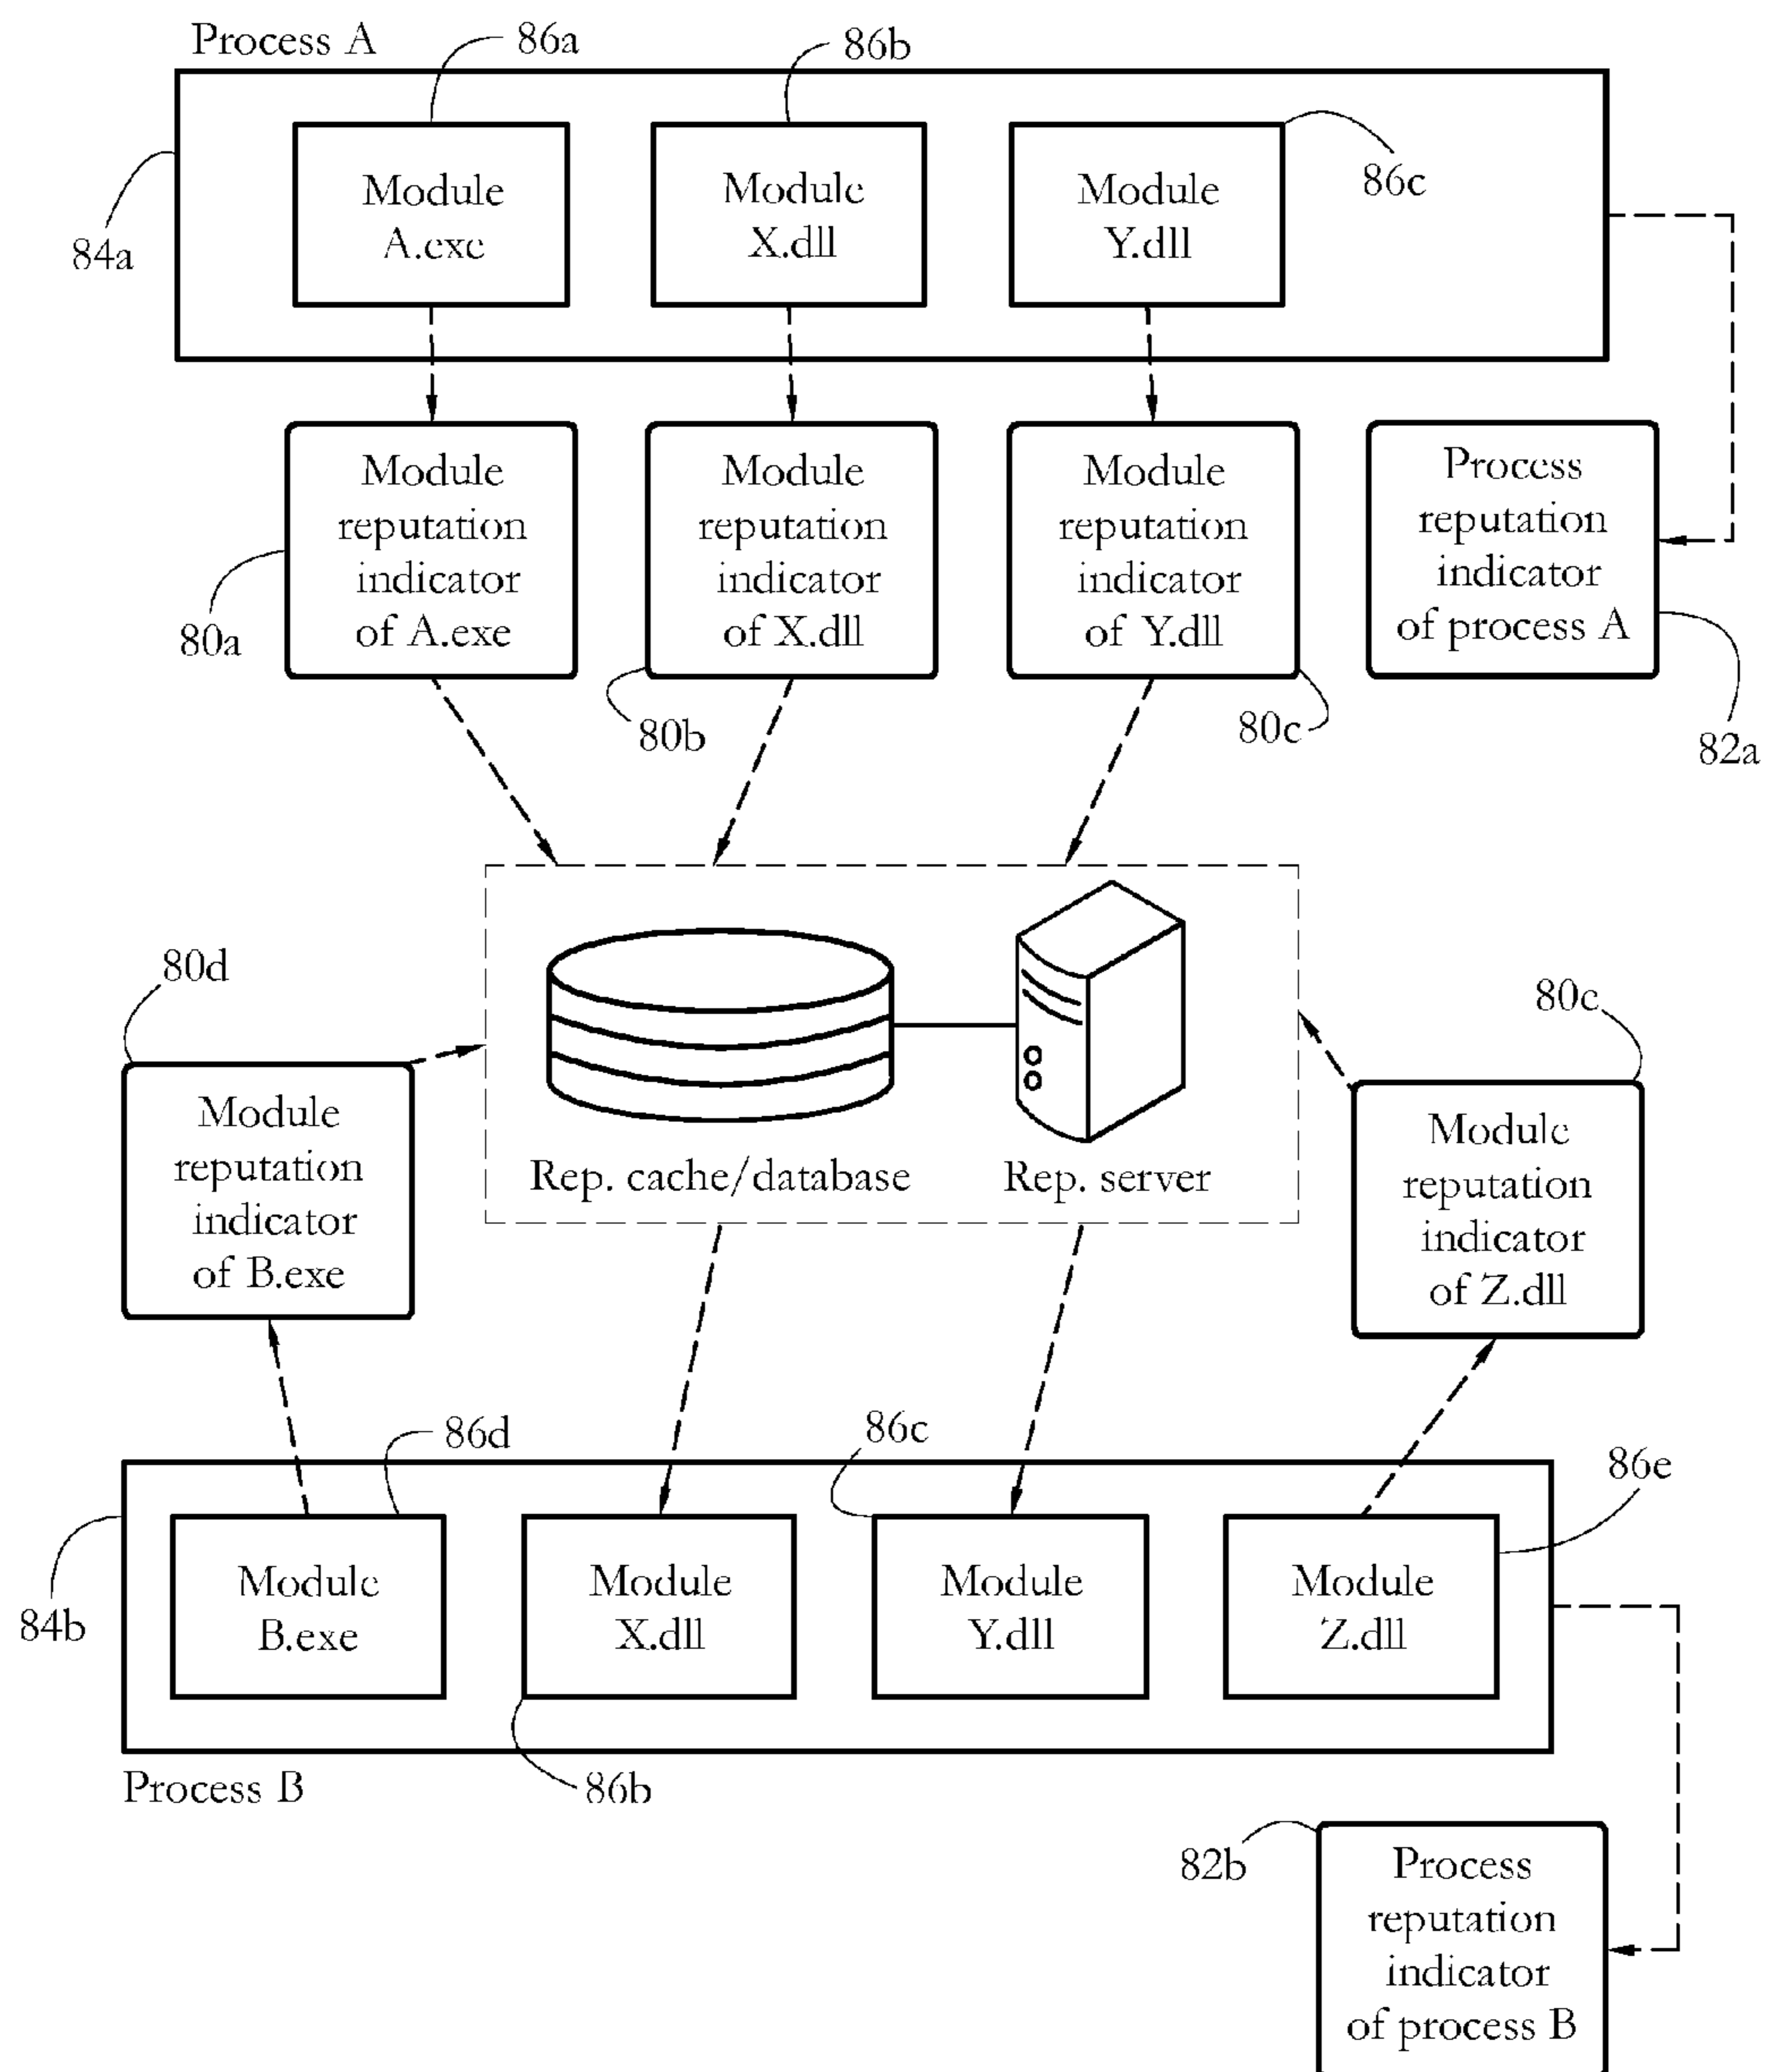 Process A
86a
86b
Module
A.exe
Module
X.dll
Module
Y.dll
86c
84a
Module
reputation
indicator
of A.exe
Module
reputation
indicator
of X.dll
Module
reputation
indicator
of Y.dll
Process
reputation
indicator
of process A
80a
80b
80c
82a
80d
80c
Module
reputation
indicator
of B.exe
Rep. cache/database
Rep. server
Module
reputation
indicator
of Z.dll
86d
86c
86e
84b
Module
B.exe
Module
X.dll
Module
Y.dll
Module
Z.dll
Process B
86b
82b
Process
reputation
indicator
of process B